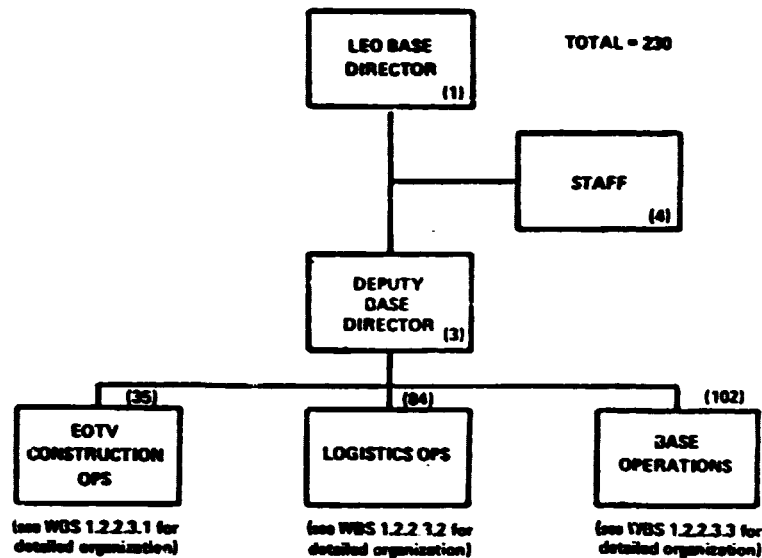 LEO BASE
DIRECTOR
(1)
TOTAL = 230
STAFF
(4)
DEPUTY
BASE
DIRECTOR (3)
(35)
(84)
(102)
EOTV
CONSTRUCTION
OPS
LOGISTICS OPS
BASE
OPERATIONS
(see WBS 1.2.2.3.1 for
detailed organization)
(see WBS 1.2.2.3.2 for
detailed organization)
(see WBS 1.2.2.3.3 for
detailed organization)